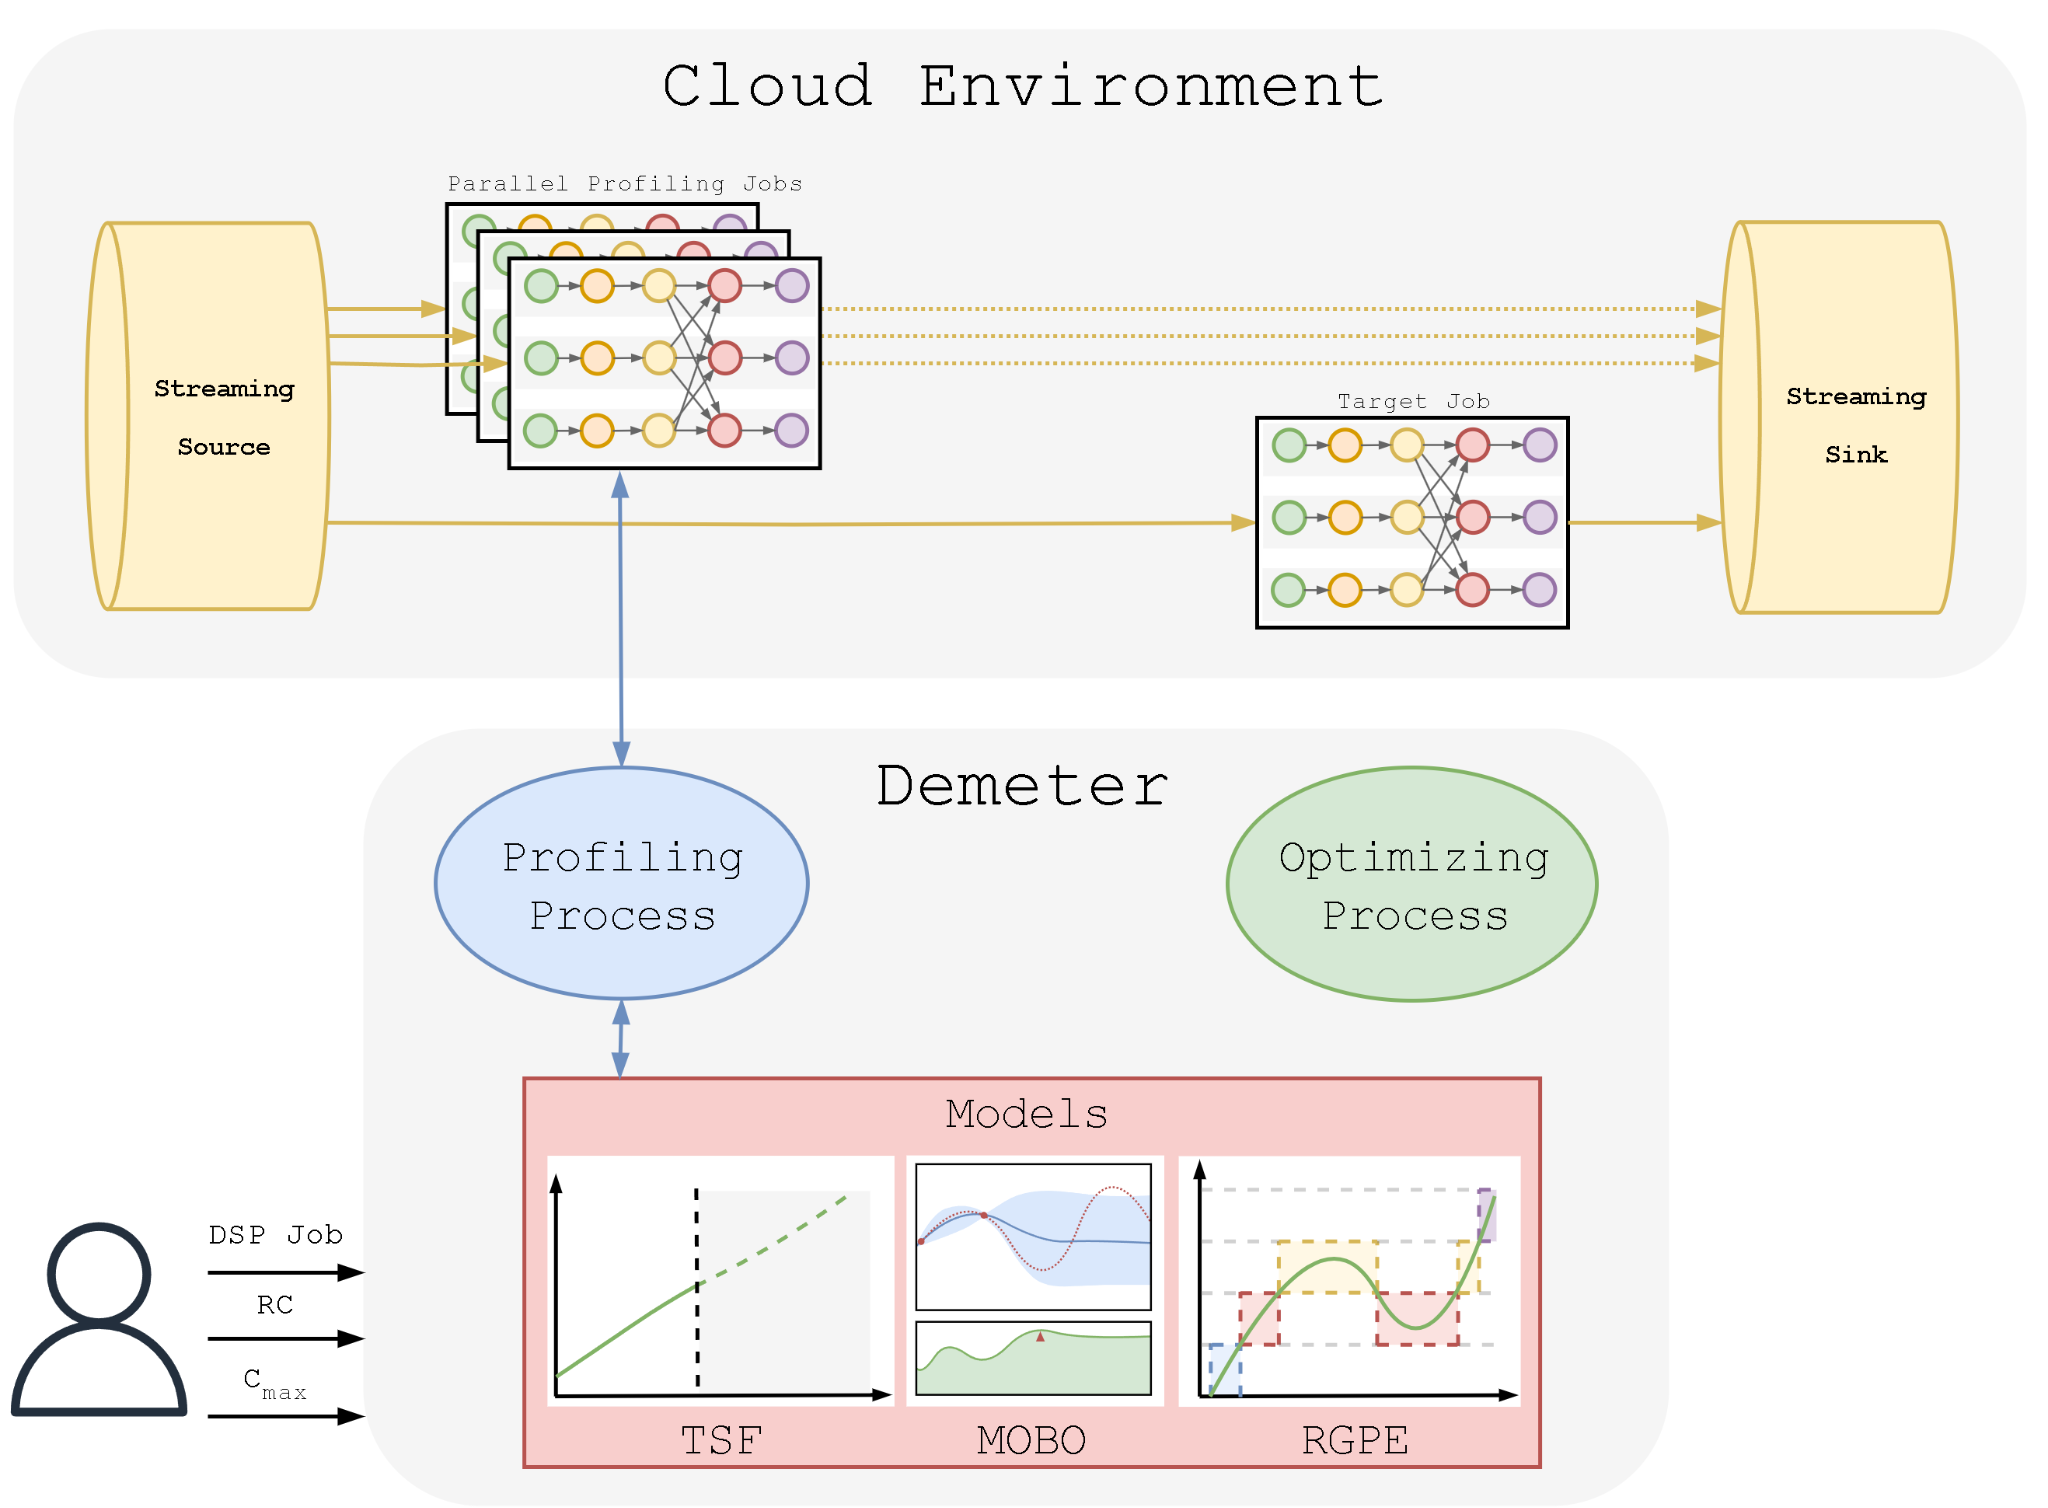 Cloud Environment
Parallel Profiling Jobs
Streaming
Source
Target Job
Streaming
Sink
Demeter
Profiling
Process
Optimizing
Process
Models
TSF
MOBO
RGPE
DSP Job
RC
Cmax